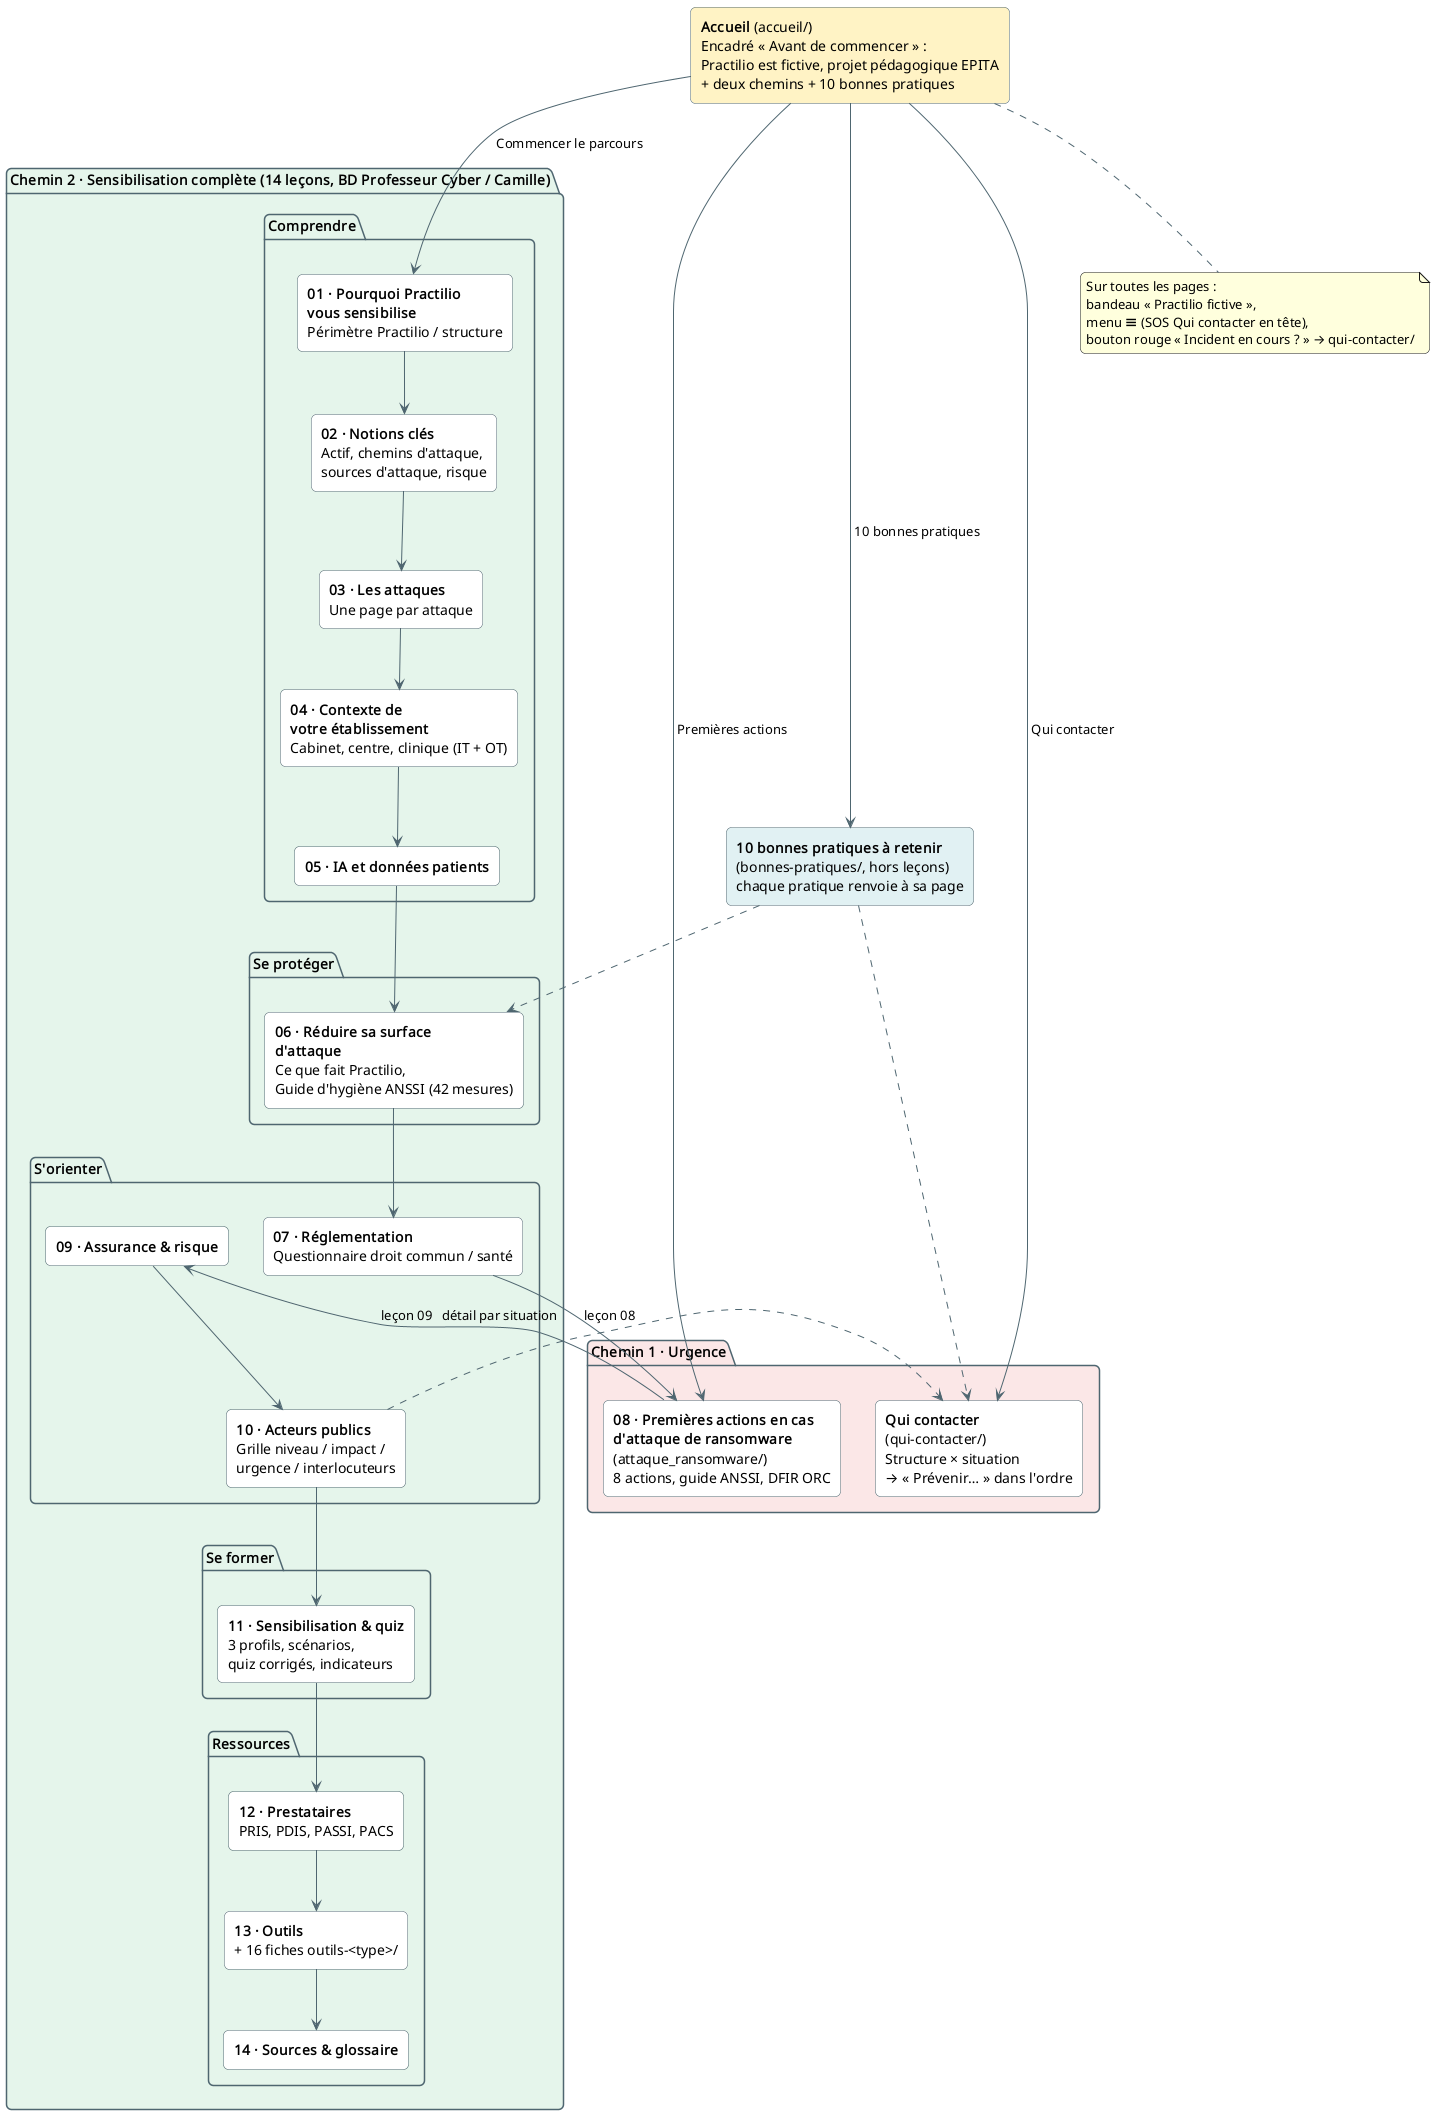 Accueil (accueil/)
Encadré « Avant de commencer » :
Practilio est fictive, projet pédagogique EPITA
+ deux chemins + 10 bonnes pratiques
Commencer le parcours
Chemin 2 · Sensibilisation complète (14 leçons, BD Professeur Cyber / Camille)
Comprendre
01 · Pourquoi Practilio
vous sensibilise
Périmètre Practilio / structure
Sur toutes les pages :
bandeau « Practilio fictive »,
menu ≡ (SOS Qui contacter en tête),
bouton rouge « Incident en cours ? » → qui-contacter/
02 · Notions clés
Actif, chemins d'attaque,
sources d'attaque, risque
10 bonnes pratiques
03 · Les attaques
Une page par attaque
04 · Contexte de
votre établissement
Cabinet, centre, clinique (IT + OT)
Premières actions
Qui contacter
05 · IA et données patients
10 bonnes pratiques à retenir
(bonnes-pratiques/, hors leçons)
chaque pratique renvoie à sa page
Se protéger
06 · Réduire sa surface
d'attaque
Ce que fait Practilio,
Guide d'hygiène ANSSI (42 mesures)
S'orienter
09 · Assurance & risque
07 · Réglementation
Questionnaire droit commun / santé
leçon 09
détail par situation
leçon 08
Chemin 1 · Urgence
10 · Acteurs publics
Grille niveau / impact /
urgence / interlocuteurs
08 · Premières actions en cas
d'attaque de ransomware
(attaque_ransomware/)
8 actions, guide ANSSI, DFIR ORC
Qui contacter
(qui-contacter/)
Structure × situation
→ « Prévenir… » dans l'ordre
Se former
11 · Sensibilisation & quiz
3 profils, scénarios,
quiz corrigés, indicateurs
Ressources
12 · Prestataires
PRIS, PDIS, PASSI, PACS
13 · Outils
+ 16 fiches outils-<type>/
14 · Sources & glossaire